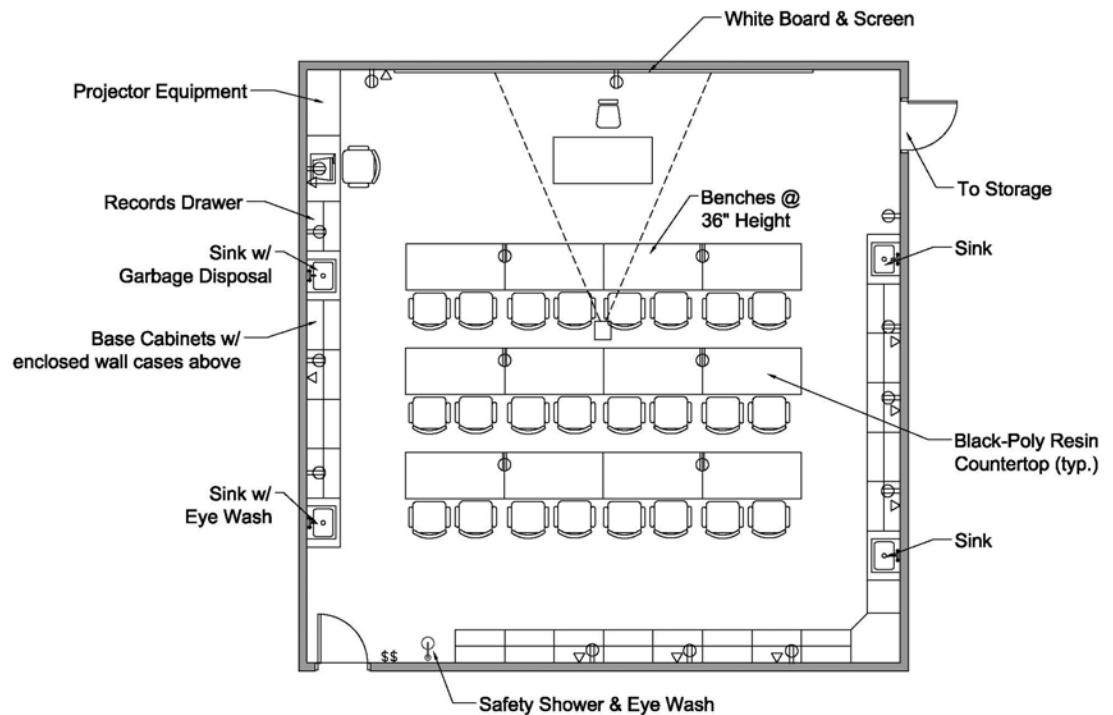 White Board & Screen
Projector Equipment
To Storage
Records Drawer
Benches @
36" Height
Sink w/
Garbage Disposal
Sink
Base Cabinets w/
enclosed wall cases above
Black-Poly Resin
Countertop (typ.)
Sink w/
Eye Wash
Sink
$$
Safety Shower & Eye Wash